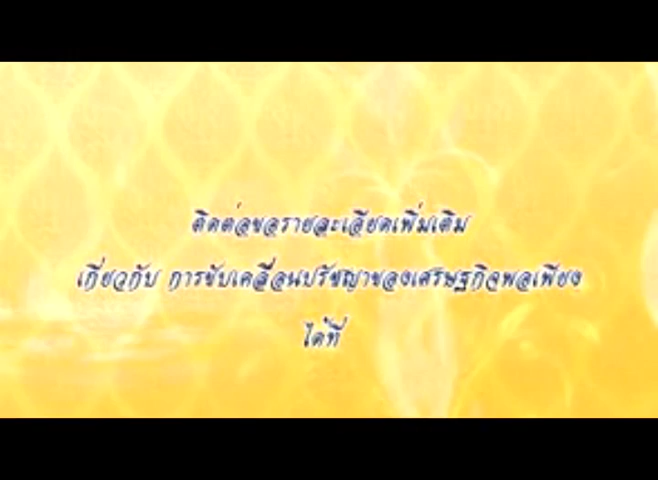 ติดต่อขอรายละเอียดเพิ่มเติม
เกี่ยวกับ การขับเคลื่อนปรัชญาของเศรษฐกิจพอเพียง
ได้ที่